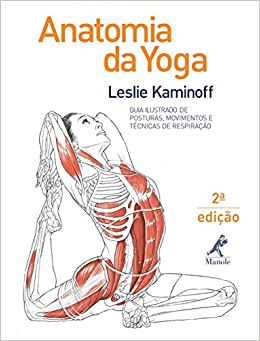 Anatomia
da Yoga
Leslie Kaminoff
GUIA ILUSTRADO DE
POSTURAS, MOVIMENTOS E
TÉCNICAS DE RESPIRAÇÃO
2ª
edição
Manole